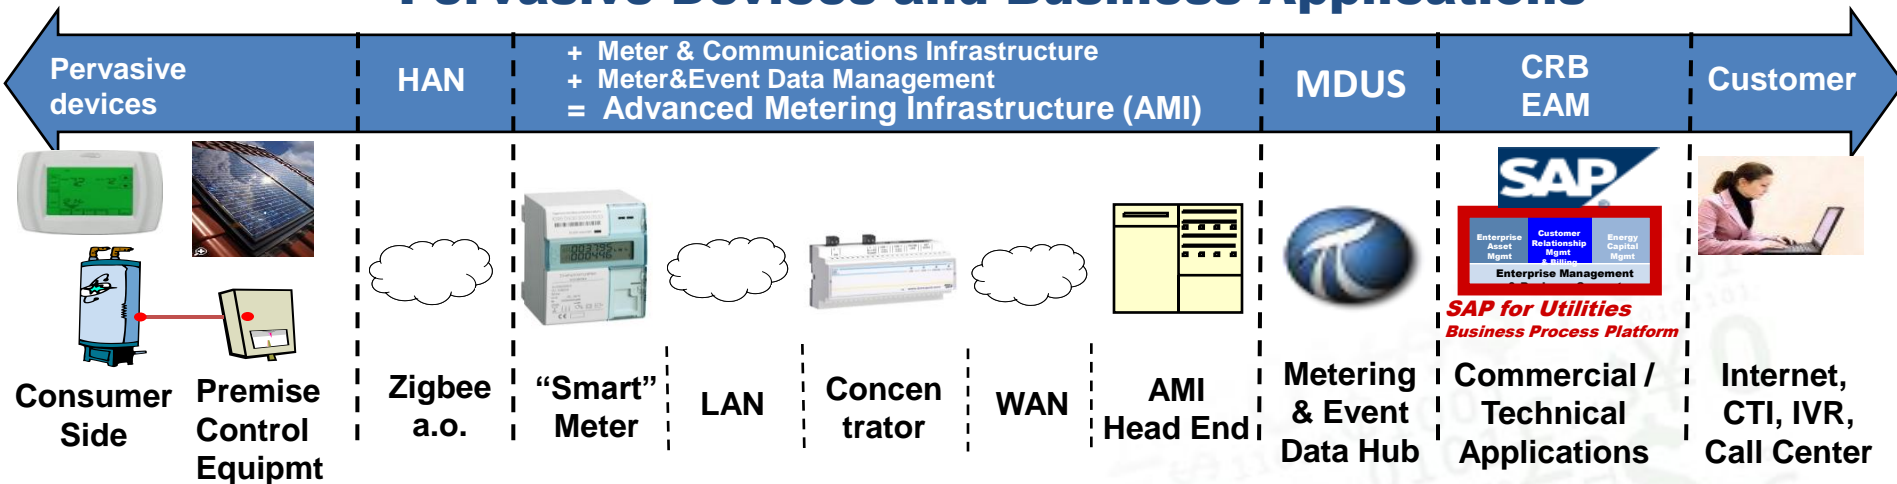 Pervasive Devices and Business Applications
Pervasive
devices
HAN
+ Meter & Communications Infrastructure
+ Meter&Event Data Management
= Advanced Metering Infrastructure (AMI)
MDUS
CRB
EAM
Customer
SAP
Enterprise
Asset
Mgmt
Customer
Relationship
Mgmt
& Billing
Energy
Capital
Mgmt
Enterprise Management
SAP for Utilities
Business Process Platform
Consumer
Side
Premise
Control
Equipmt
Zigbee
a.o.
“Smart”
Meter
LAN
Concen
trator
WAN
AMI
Head End
Metering
& Event
Data Hub
Commercial /
Technical
Applications
Internet,
CTI, IVR,
Call Center